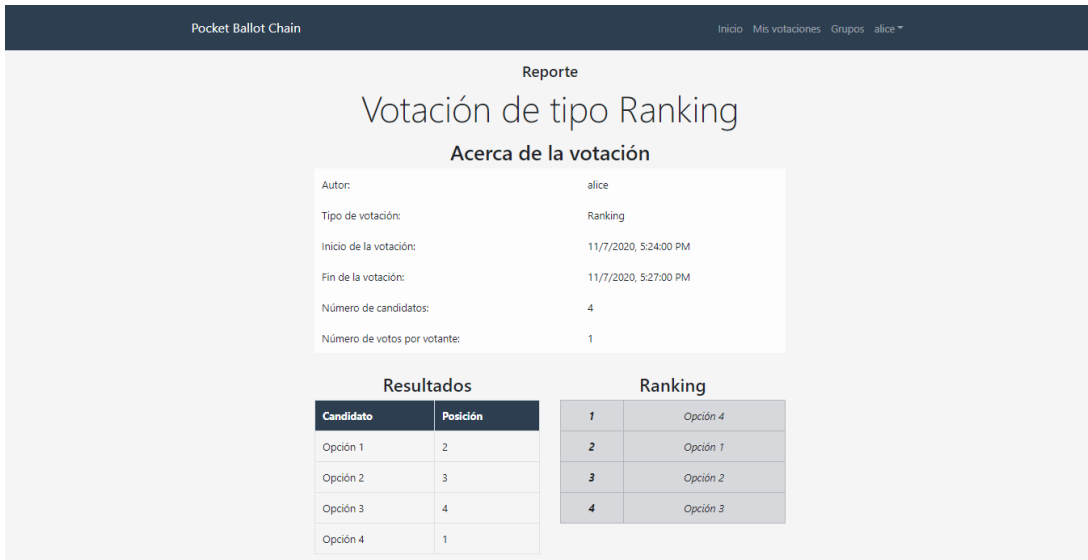 Pocket Ballot Chain Inicio Mis votaciones Grupos alice
Reporte
Votación de tipo Ranking
Acerca de la votación
Autor: alice
Tipo de votación: Ranking
Inicio de la votación: 11/7/2020, 5:24:00 PM
Fin de la votación: 11/7/2020, 5:27:00 PM
Número de candidatos: 4
Número de votos por votante: 1
Resultados
Candidato Posición
Opción 1 2
Opción 2 3
Opción 3 4
Opción 4 1
Ranking
1 Opción 4
2 Opción 1
3 Opción 2
4 Opción 3